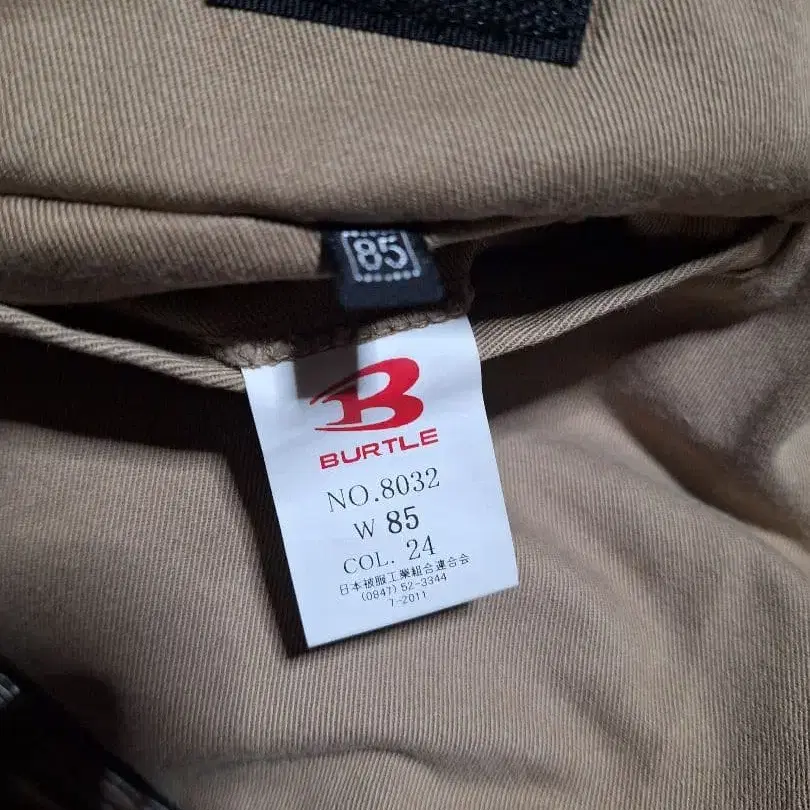 85
BURTLE
NO.8032
W 85
COL. 24
日本被服工業組合連合会
(0847) 52-3344
7-2011